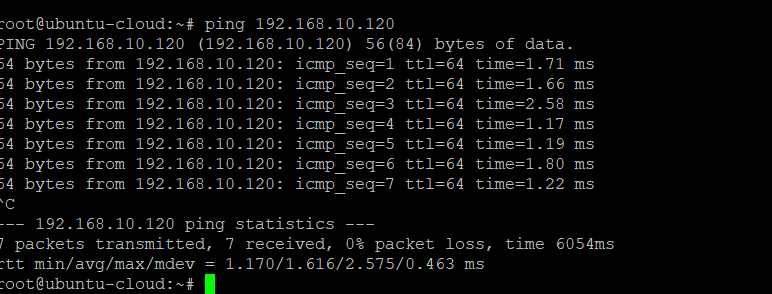 root@ubuntu-cloud:~# ping 192.168.10.120
PING 192.168.10.120 (192.168.10.120) 56(84) bytes of data.
64 bytes from 192.168.10.120: icmp_seq=1 ttl=64 time=1.71 ms
64 bytes from 192.168.10.120: icmp_seq=2 ttl=64 time=1.66 ms
64 bytes from 192.168.10.120: icmp_seq=3 ttl=64 time=2.58 ms
64 bytes from 192.168.10.120: icmp_seq=4 ttl=64 time=1.17 ms
64 bytes from 192.168.10.120: icmp_seq=5 ttl=64 time=1.19 ms
64 bytes from 192.168.10.120: icmp_seq=6 ttl=64 time=1.80 ms
64 bytes from 192.168.10.120: icmp_seq=7 ttl=64 time=1.22 ms
^C
--- 192.168.10.120 ping statistics ---
7 packets transmitted, 7 received, 0% packet loss, time 6054ms
rtt min/avg/max/mdev = 1.170/1.616/2.575/0.463 ms
root@ubuntu-cloud:~#